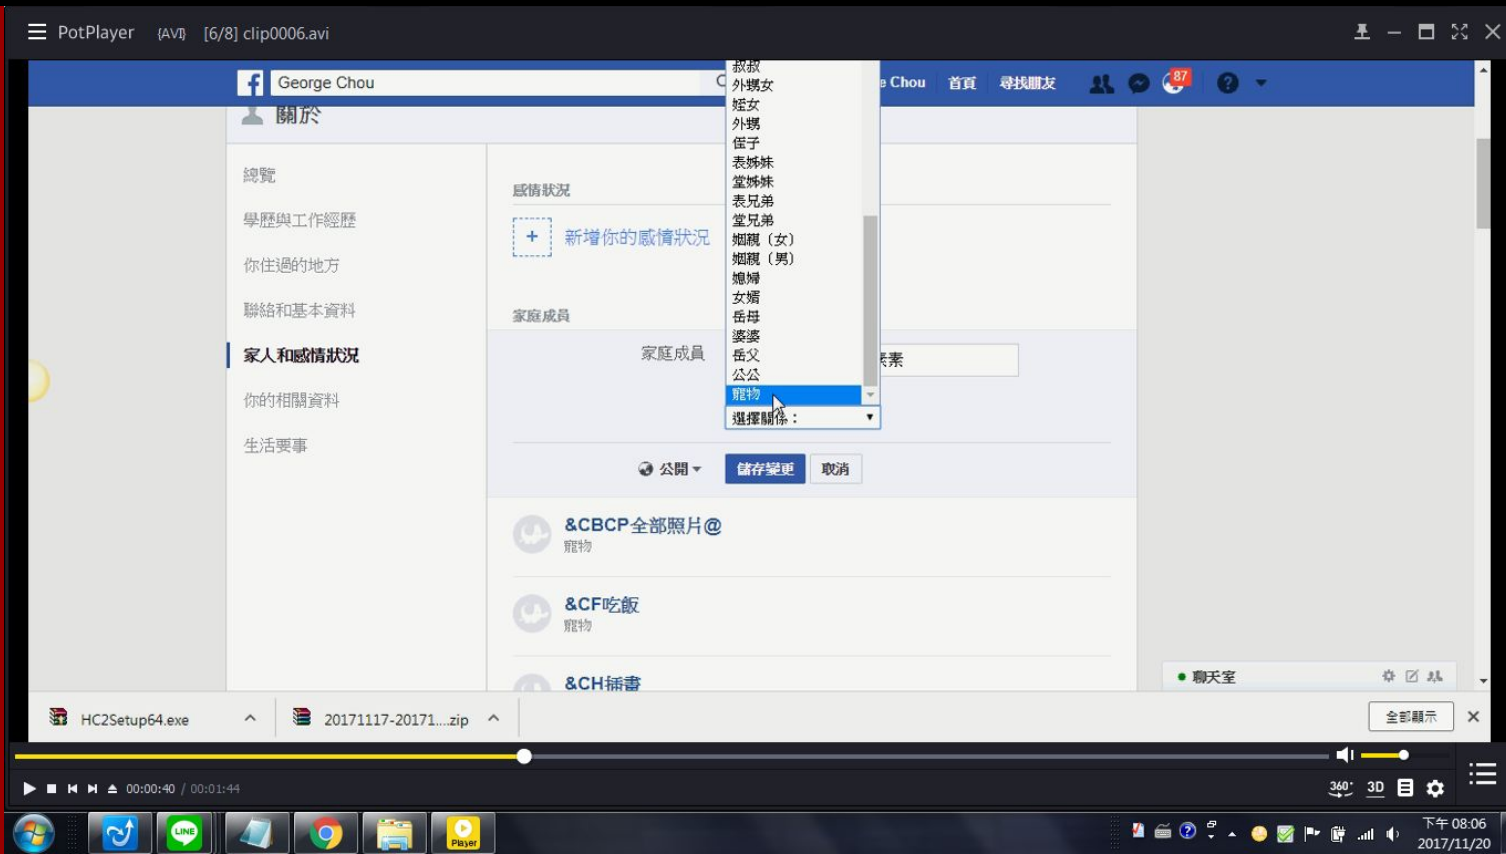 PotPlayer {AVI} [6/8] clip0006.avi
George Chou
e Chou 首頁 尋找朋友 87
關於
總覽
學歷與工作經歷
你住過的地方
聯絡和基本資料
家人和感情狀況
你的相關資料
生活要事
感情狀況
+ 新增你的感情狀況
家庭成員
家庭成員
叔叔
外甥女
姪女
外甥
侄子
表姊妹
堂姊妹
表兄弟
堂兄弟
姻親（女）
姻親（男）
媳婦
女婿
岳母
婆婆
岳父
公公
寵物
選擇關係：
素
公開 儲存變更 取消
&CBCP全部照片@
寵物
&CF吃飯
寵物
&CH插畫
聊天室
HC2Setup64.exe 20171117-20171....zip 全部顯示
00:00:40 / 00:01:44
360° 3D
LINE
Player
下午 08:06
2017/11/20